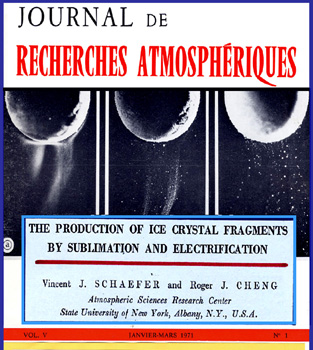 JOURNAL DE
RECHERCHES ATMOSPHÉRIQUES
THE PRODUCTION OF ICE CRYSTAL FRAGMENTS
BY SUBLIMATION AND ELECTRIFICATION
Vincent J. SCHAEFER and Roger J. CHENG
Atmospheric Sciences Research Center
State University of New York, Albany, N.Y., U.S.A.
VOL. V JANVIER-MARS 1971 N° 1